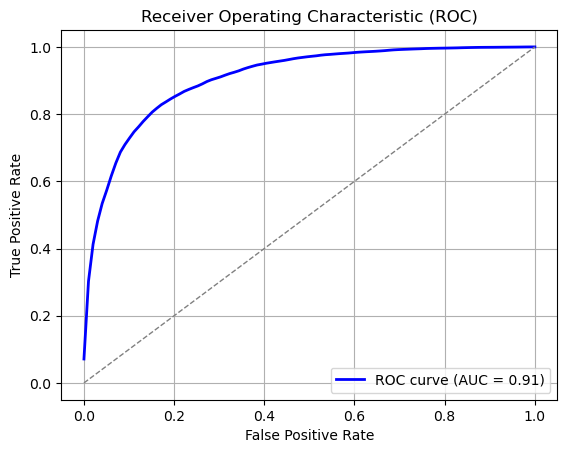 Receiver Operating Characteristic (ROC)
1.0
0.8
0.6
0.4
0.2
0.0
True Positive Rate
0.0 0.2 0.4 0.6 0.8 1.0
False Positive Rate
ROC curve (AUC = 0.91)